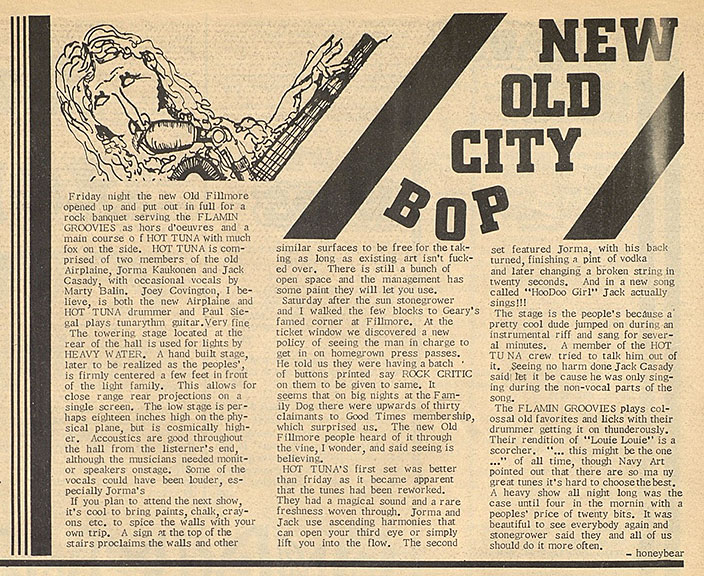 NEW
OLD
CITY
BOP
Friday night the new Old Fillmore
opened up and put out in full for a
rock banquet serving the FLAMIN
GROOVIES as hors d'oeuvres and a
main course o f HOT TUNA with much
fox on the side. HOT TUNA is com-
prised of two members of the old
Airplaine, Jorma Kaukonen and Jack
Casady, with occasional vocals by
Marty Balin. Joey Covington, I be-
lieve, is both the new Airplaine and
HOT TUNA drummer and Paul Sie-
gal plays tunarythm guitar. Very fine
The towering stage located at the
rear of the hall is used for lights by
HEAVY WATER. A hand built stage,
later to be realized as the peoples',
is firmly centered a few feet in front
of the light family. This allows for
close range rear projections on a
single screen. The low stage is per-
haps eighteen inches high on the phy-
sical plane, but is cosmically high-
er. Accoustics are good throughout
the hall from the listerner's end,
although the musicians needed monit-
or speakers onstage. Some of the
vocals could have been louder, es-
pecially Jorma's
If you plan to attend the next show,
it's cool to bring paints, chalk, cray-
ons etc. to spice the walls with your
own trip. A sign at the top of the
stairs proclaims the walls and other
similar surfaces to be free for the tak-
ing as long as existing art isn't fuck-
ed over. There is still a bunch of
open space and the management has
some paint they will let you use.
Saturday after the sun stonegrower
and I walked the few blocks to Geary's
famed corner at Fillmore. At the
ticket window we discovered a new
policy of seeing the man in charge to
get in on homegrown press passes.
He told us they were having a batch
of buttons printed say ROCK CRITIC
on them to be given to same. It
seems that on big nights at the Fam-
ily Dog there were upwards of thirty
claimants to Good Times membership,
which surprised us. The new Old
Fillmore people heard of it through
the vine, I wonder, and said seeing is
believing.
HOT TUNA'S first set was better
than friday as it became apparent
that the tunes had been reworked.
They had a magical sound and a rare
freshness woven through. Jorma and
Jack use ascending harmonies that
can open your third eye or simply
lift you into the flow. The second
set featured Jorma, with his back
turned, finishing a pint of vodka
and later changing a broken string in
twenty seconds. And in a new song
called "HooDoo Girl" Jack actually
sings!!!
The stage is the people's because a
pretty cool dude jumped on during an
instrumental riff and sang for sever-
al minutes. A member of the HOT
TU NA crew tried to talk him out of
it. Seeing no harm done Jack Casady
said let it be cause he was only sing-
ing during the non-vocal parts of the
song.
The FLAMIN GROOVIES plays col-
ossal old favorites and licks with their
drummer getting it on thunderously.
Their rendition of "Louie Louie" is a
scorcher. "... this might be the one
..." of all time, though Navy Art
pointed out that there are so ma ny
great tunes it's hard to choose the best.
A heavy show all night long was the
case until four in the mornin with a
peoples' price of twenty bits. It was
beautiful to see everybody again and
stonegrower said they and all of us
should do it more often.
- honeybear